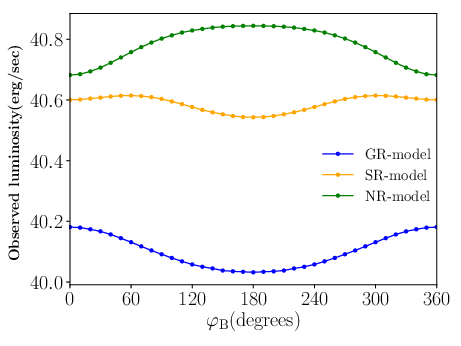 Observed luminosity(erg/sec)
40.8
40.6
40.4
40.2
40.0
GR-model
SR-model
NR-model
0 60 120 180 240 300 360
φB(degrees)